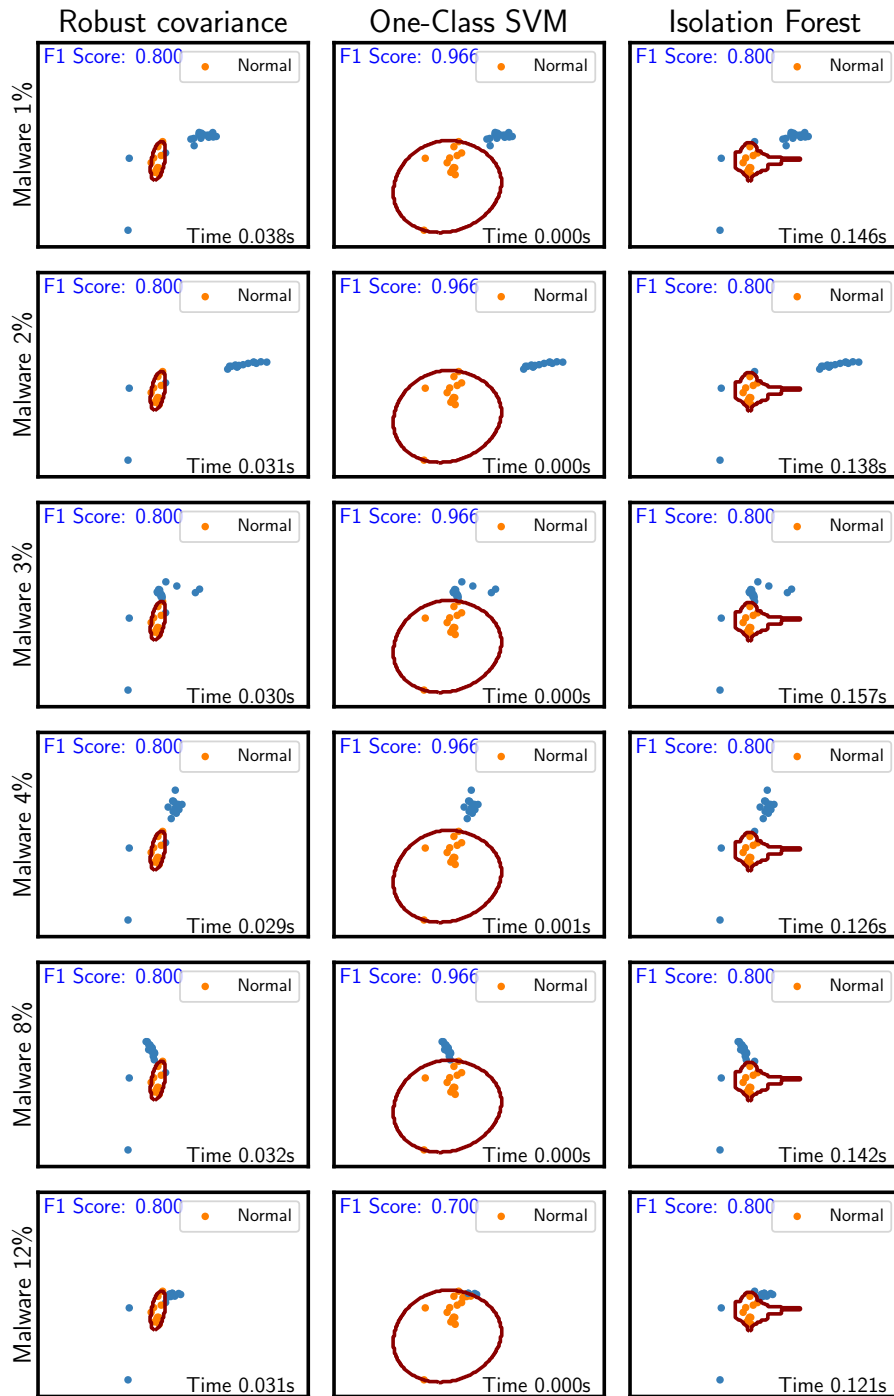 Robust covariance One-Class SVM Isolation Forest
Malware 1%
F1 Score: 0.800 Normal Time 0.038s
F1 Score: 0.966 Normal Time 0.000s
F1 Score: 0.800 Normal Time 0.146s
Malware 2%
F1 Score: 0.800 Normal Time 0.031s
F1 Score: 0.966 Normal Time 0.000s
F1 Score: 0.800 Normal Time 0.138s
Malware 3%
F1 Score: 0.800 Normal Time 0.030s
F1 Score: 0.966 Normal Time 0.000s
F1 Score: 0.800 Normal Time 0.157s
Malware 4%
F1 Score: 0.800 Normal Time 0.029s
F1 Score: 0.966 Normal Time 0.001s
F1 Score: 0.800 Normal Time 0.126s
Malware 8%
F1 Score: 0.800 Normal Time 0.032s
F1 Score: 0.966 Normal Time 0.000s
F1 Score: 0.800 Normal Time 0.142s
Malware 12%
F1 Score: 0.800 Normal Time 0.031s
F1 Score: 0.700 Normal Time 0.000s
F1 Score: 0.800 Normal Time 0.121s